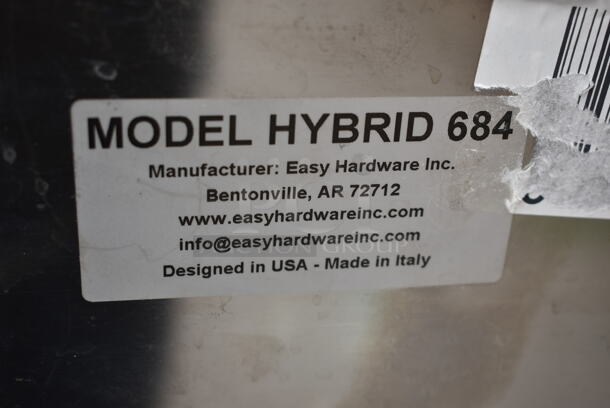 MODEL HYBRID 684
Manufacturer: Easy Hardware Inc.
Bentonville, AR 72712
www.easyhardwareinc.com
info@easyhardwareinc.com
Designed in USA - Made in Italy